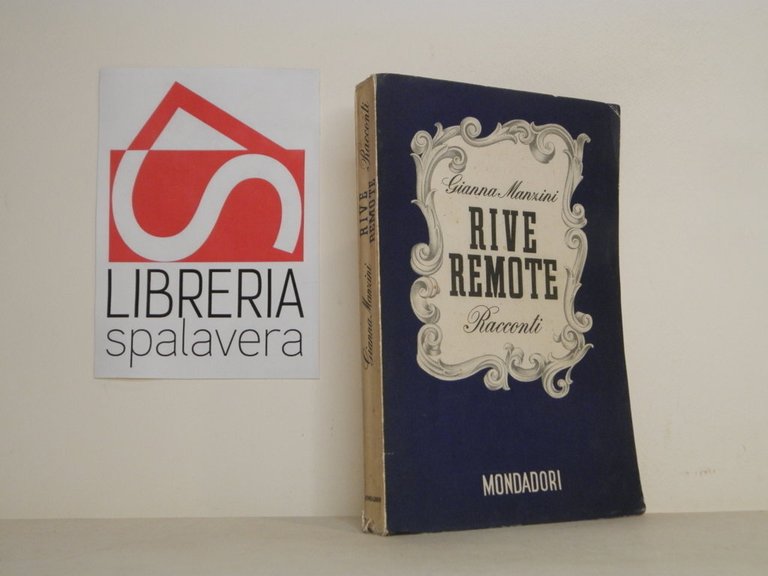 LIBRERIA
spalavera
Gianna Manzini
RIVE
REMOTE
Racconti
Gianna Manzini
RIVE
REMOTE
Racconti
MONDADORI